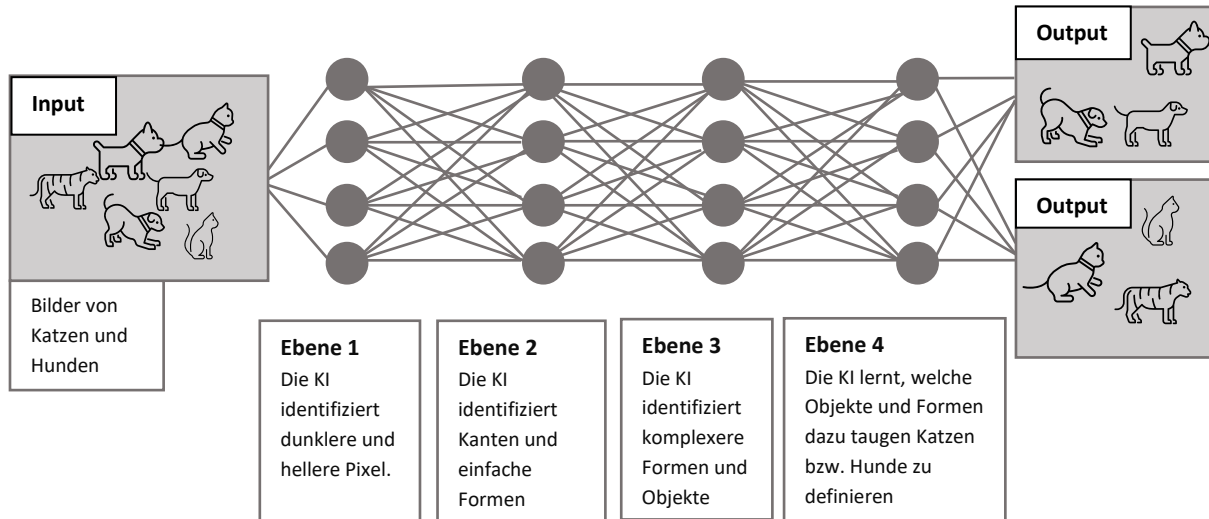 Input
Output
Output
Bilder von
Katzen und
Hunden
Ebene 1
Die KI
identifiziert
dunklere und
hellere Pixel.
Ebene 2
Die KI
identifiziert
Kanten und
einfache
Formen
Ebene 3
Die KI
identifiziert
komplexere
Formen und
Objekte
Ebene 4
Die KI lernt, welche
Objekte und Formen
dazu taugen Katzen
bzw. Hunde zu
definieren